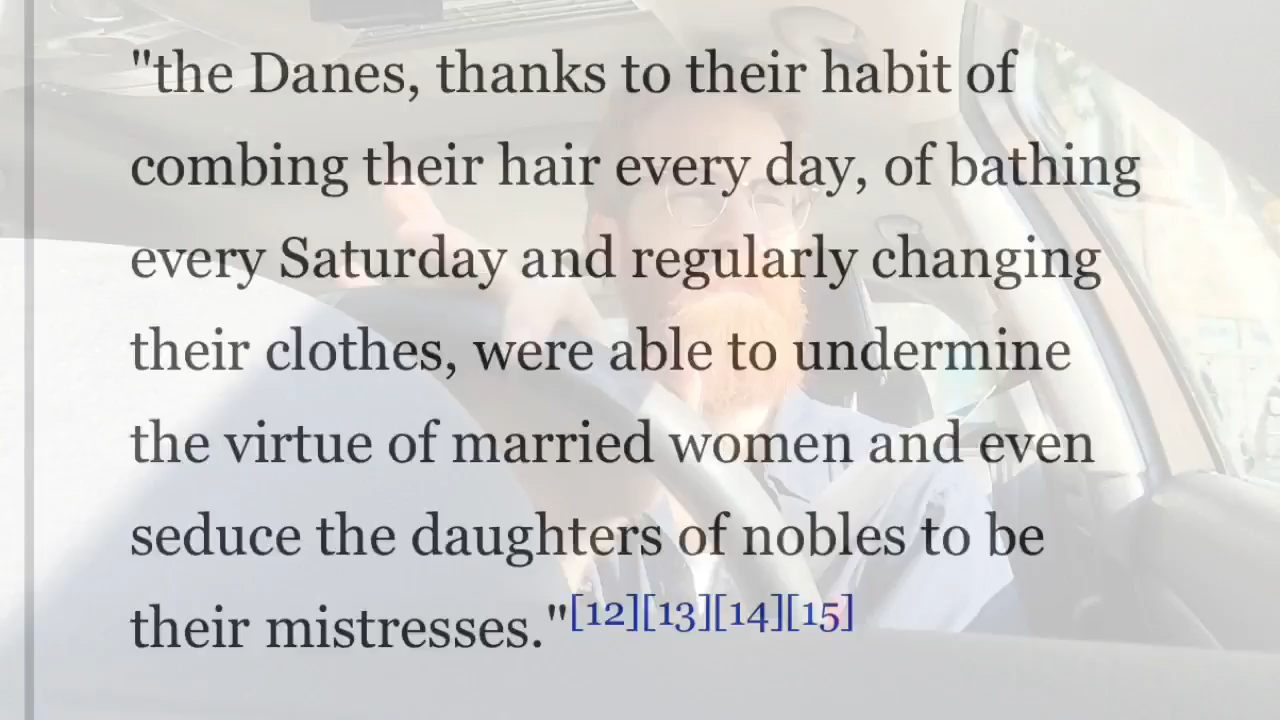 "the Danes, thanks to their habit of
combing their hair every day, of bathing
every Saturday and regularly changing
their clothes, were able to undermine
the virtue of married women and even
seduce the daughters of nobles to be
their mistresses."[12][13][14][15]